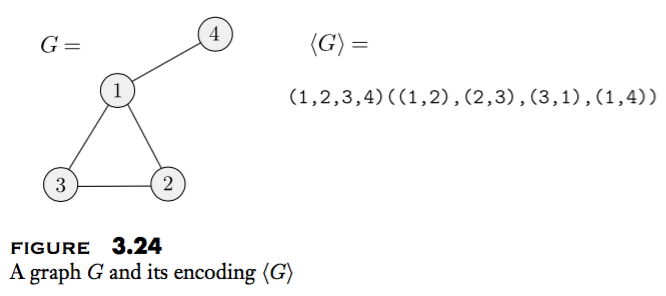 G =
4
⟨G⟩ =
1
(1,2,3,4)((1,2),(2,3),(3,1),(1,4))
3
2
FIGURE 3.24
A graph G and its encoding ⟨G⟩